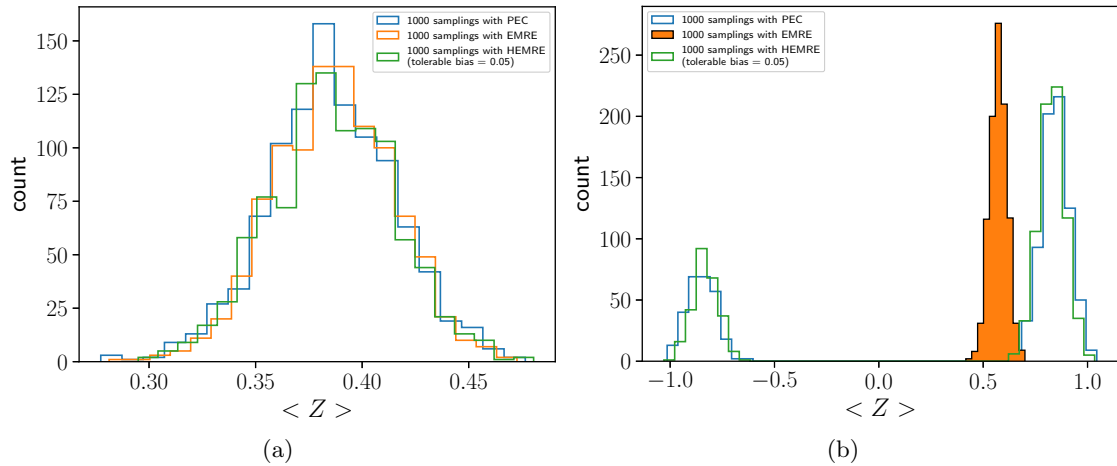 1000 samplings with PEC
1000 samplings with EMRE
1000 samplings with HEMRE
(tolerable bias = 0.05)
150
125
100
75
50
25
0
count
0.30 0.35 0.40 0.45
< Z >
(a)
1000 samplings with PEC
1000 samplings with EMRE
1000 samplings with HEMRE
(tolerable bias = 0.05)
250
200
150
100
50
0
count
−1.0 −0.5 0.0 0.5 1.0
< Z >
(b)